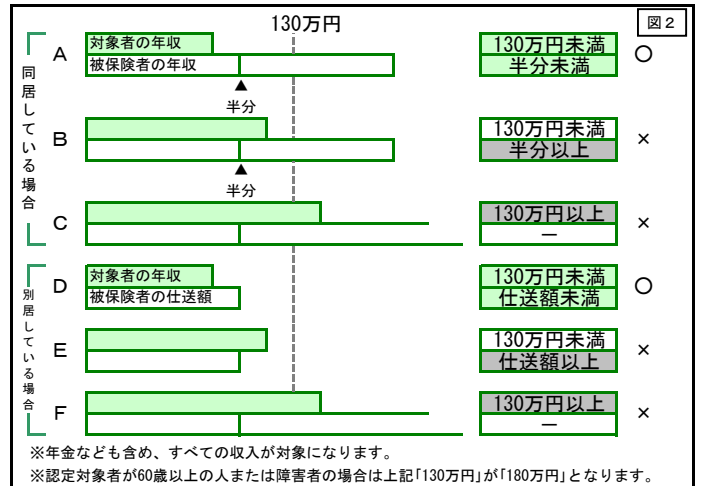 130万円
図2
同居している場合
A
対象者の年収
被保険者の年収
▲
半分
130万円未満
半分未満
○
B
▲
半分
130万円未満
半分以上
×
C
130万円以上
－
×
別居している場合
D
対象者の年収
被保険者の仕送額
130万円未満
仕送額未満
○
E
130万円未満
仕送額以上
×
F
130万円以上
－
×
※年金なども含め、すべての収入が対象になります。
※認定対象者が60歳以上の人または障害者の場合は上記｢130万円｣が｢180万円｣となります。